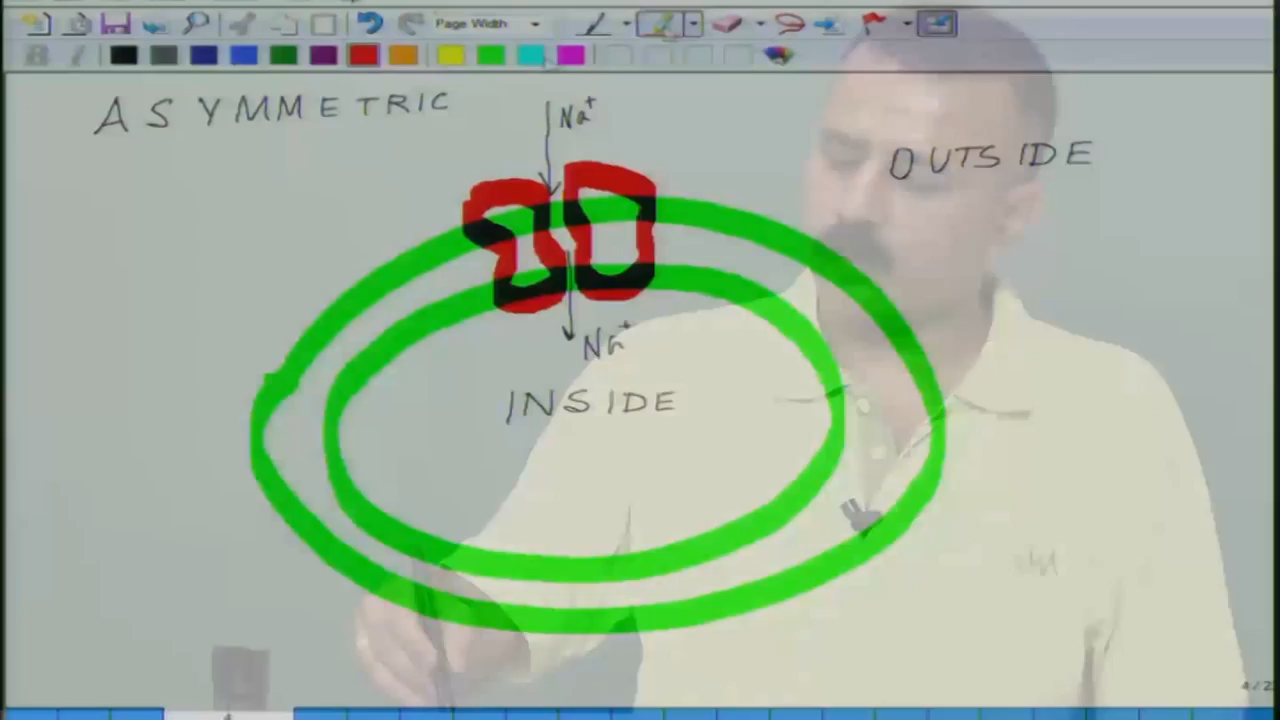 Page Width
ASYMMETRIC
Na+
OUTSIDE
Na+
INSIDE